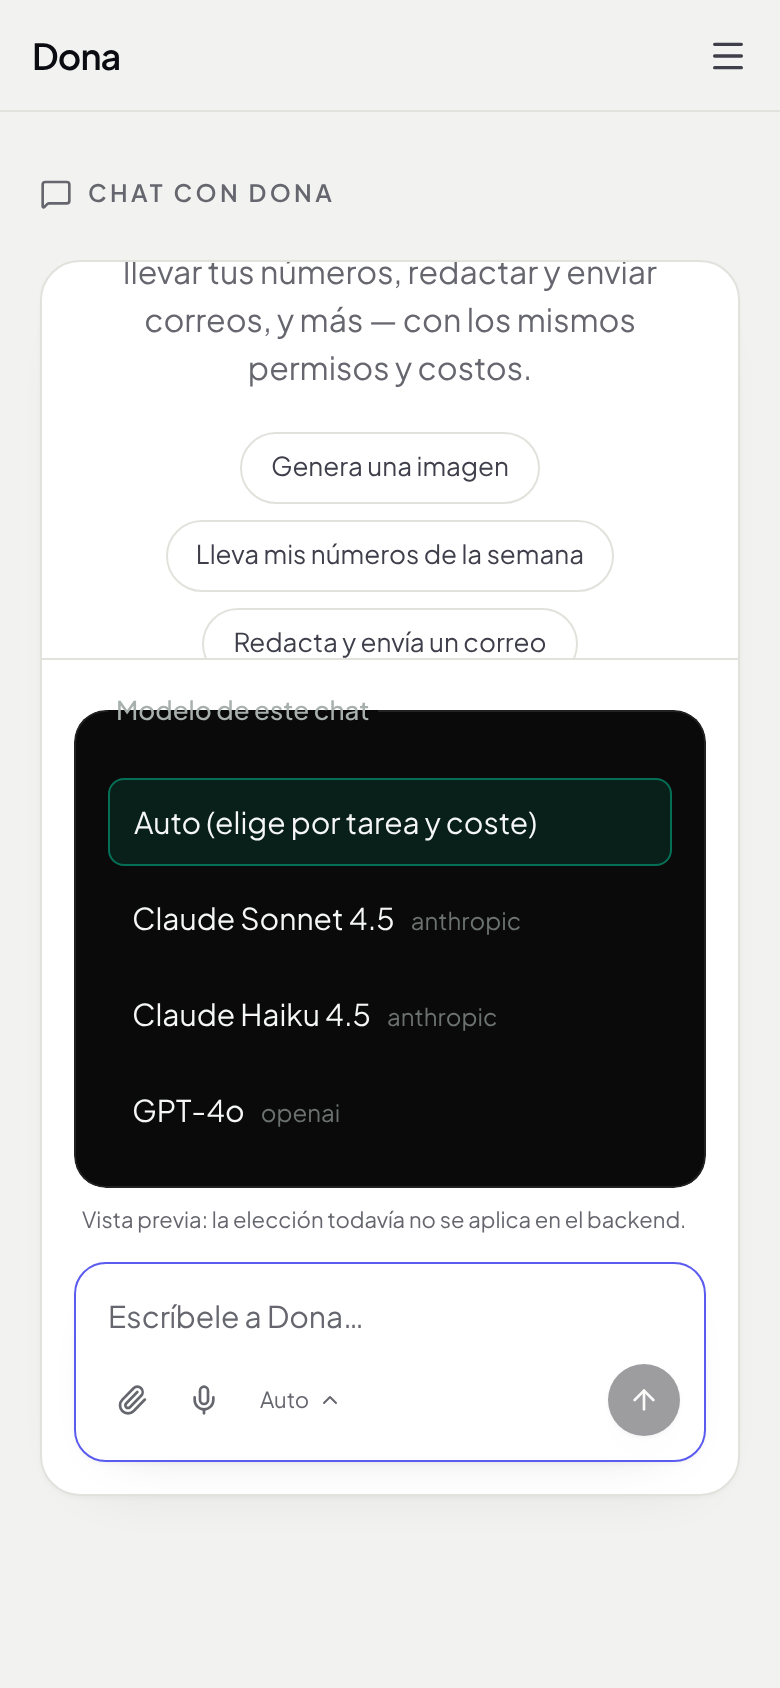 Dona
CHAT CON DONA
llevar tus números, redactar y enviar
correos, y más — con los mismos
permisos y costos.
Genera una imagen
Lleva mis números de la semana
Redacta y envía un correo
Modelo de este chat
Auto (elige por tarea y coste)
Claude Sonnet 4.5 anthropic
Claude Haiku 4.5 anthropic
GPT-4o openai
Vista previa: la elección todavía no se aplica en el backend.
Escríbele a Dona...
Auto